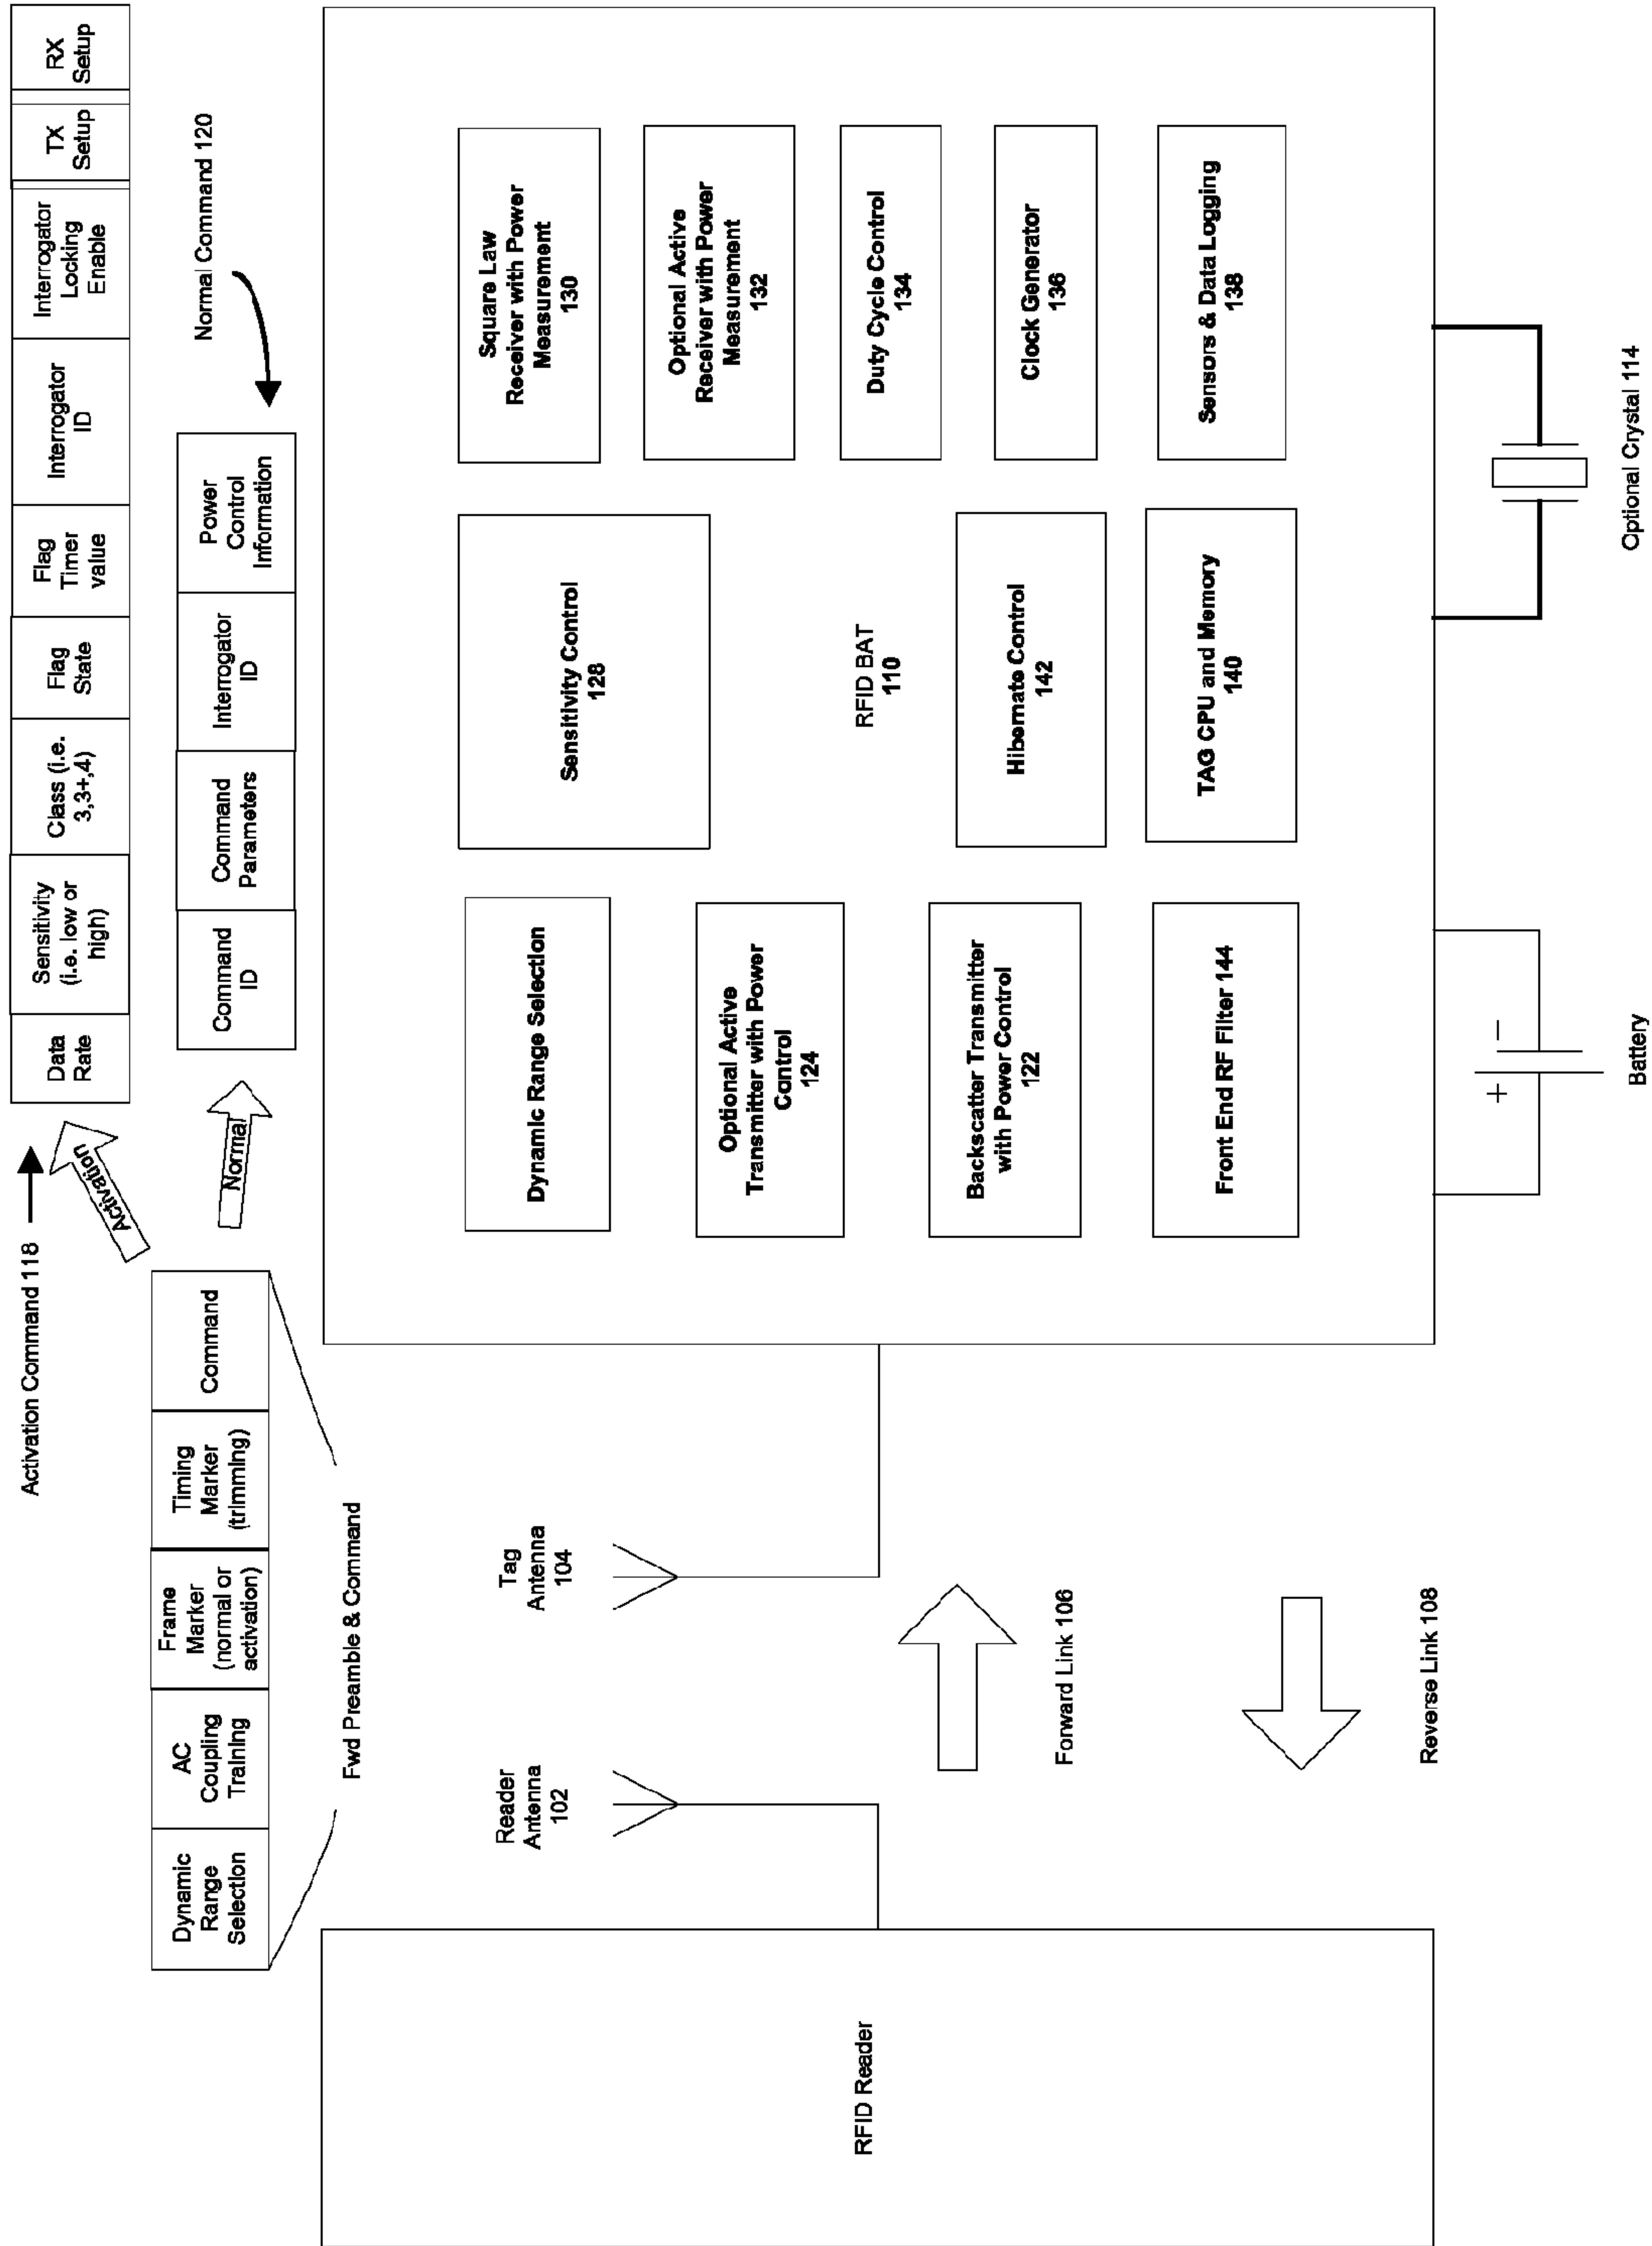 Activation Command 118
Data
Rate
Sensitivity
(i.e. low or
high)
Class (i.e.
3,3+,4)
Flag
State
Flag
Timer
value
Interrogator
ID
Interrogator
Locking
Enable
TX
Setup
RX
Setup
Activation
Normal
Normal Command 120
Command
ID
Command
Parameters
Interrogator
ID
Power
Control
Information
Dynamic
Range
Selection
AC
Coupling
Training
Frame
Marker
(normal or
activation)
Timing
Marker
(trimming)
Command
Fwd Preamble & Command
Reader
Antenna
102
Tag
Antenna
104
RFID Reader
Forward Link 106
Reverse Link 108
Dynamic Range Selection
Optional Active
Transmitter with Power
Control
124
Backscatter Transmitter
with Power Control
122
Front End RF Filter 144
Sensitivity Control
128
RFID BAT
110
Hibernate Control
142
TAG CPU and Memory
140
Square Law
Receiver with Power
Measurement
130
Optional Active
Receiver with Power
Measurement
132
Duty Cycle Control
134
Clock Generator
136
Sensors & Data Logging
138
+ −
Battery
Optional Crystal 114